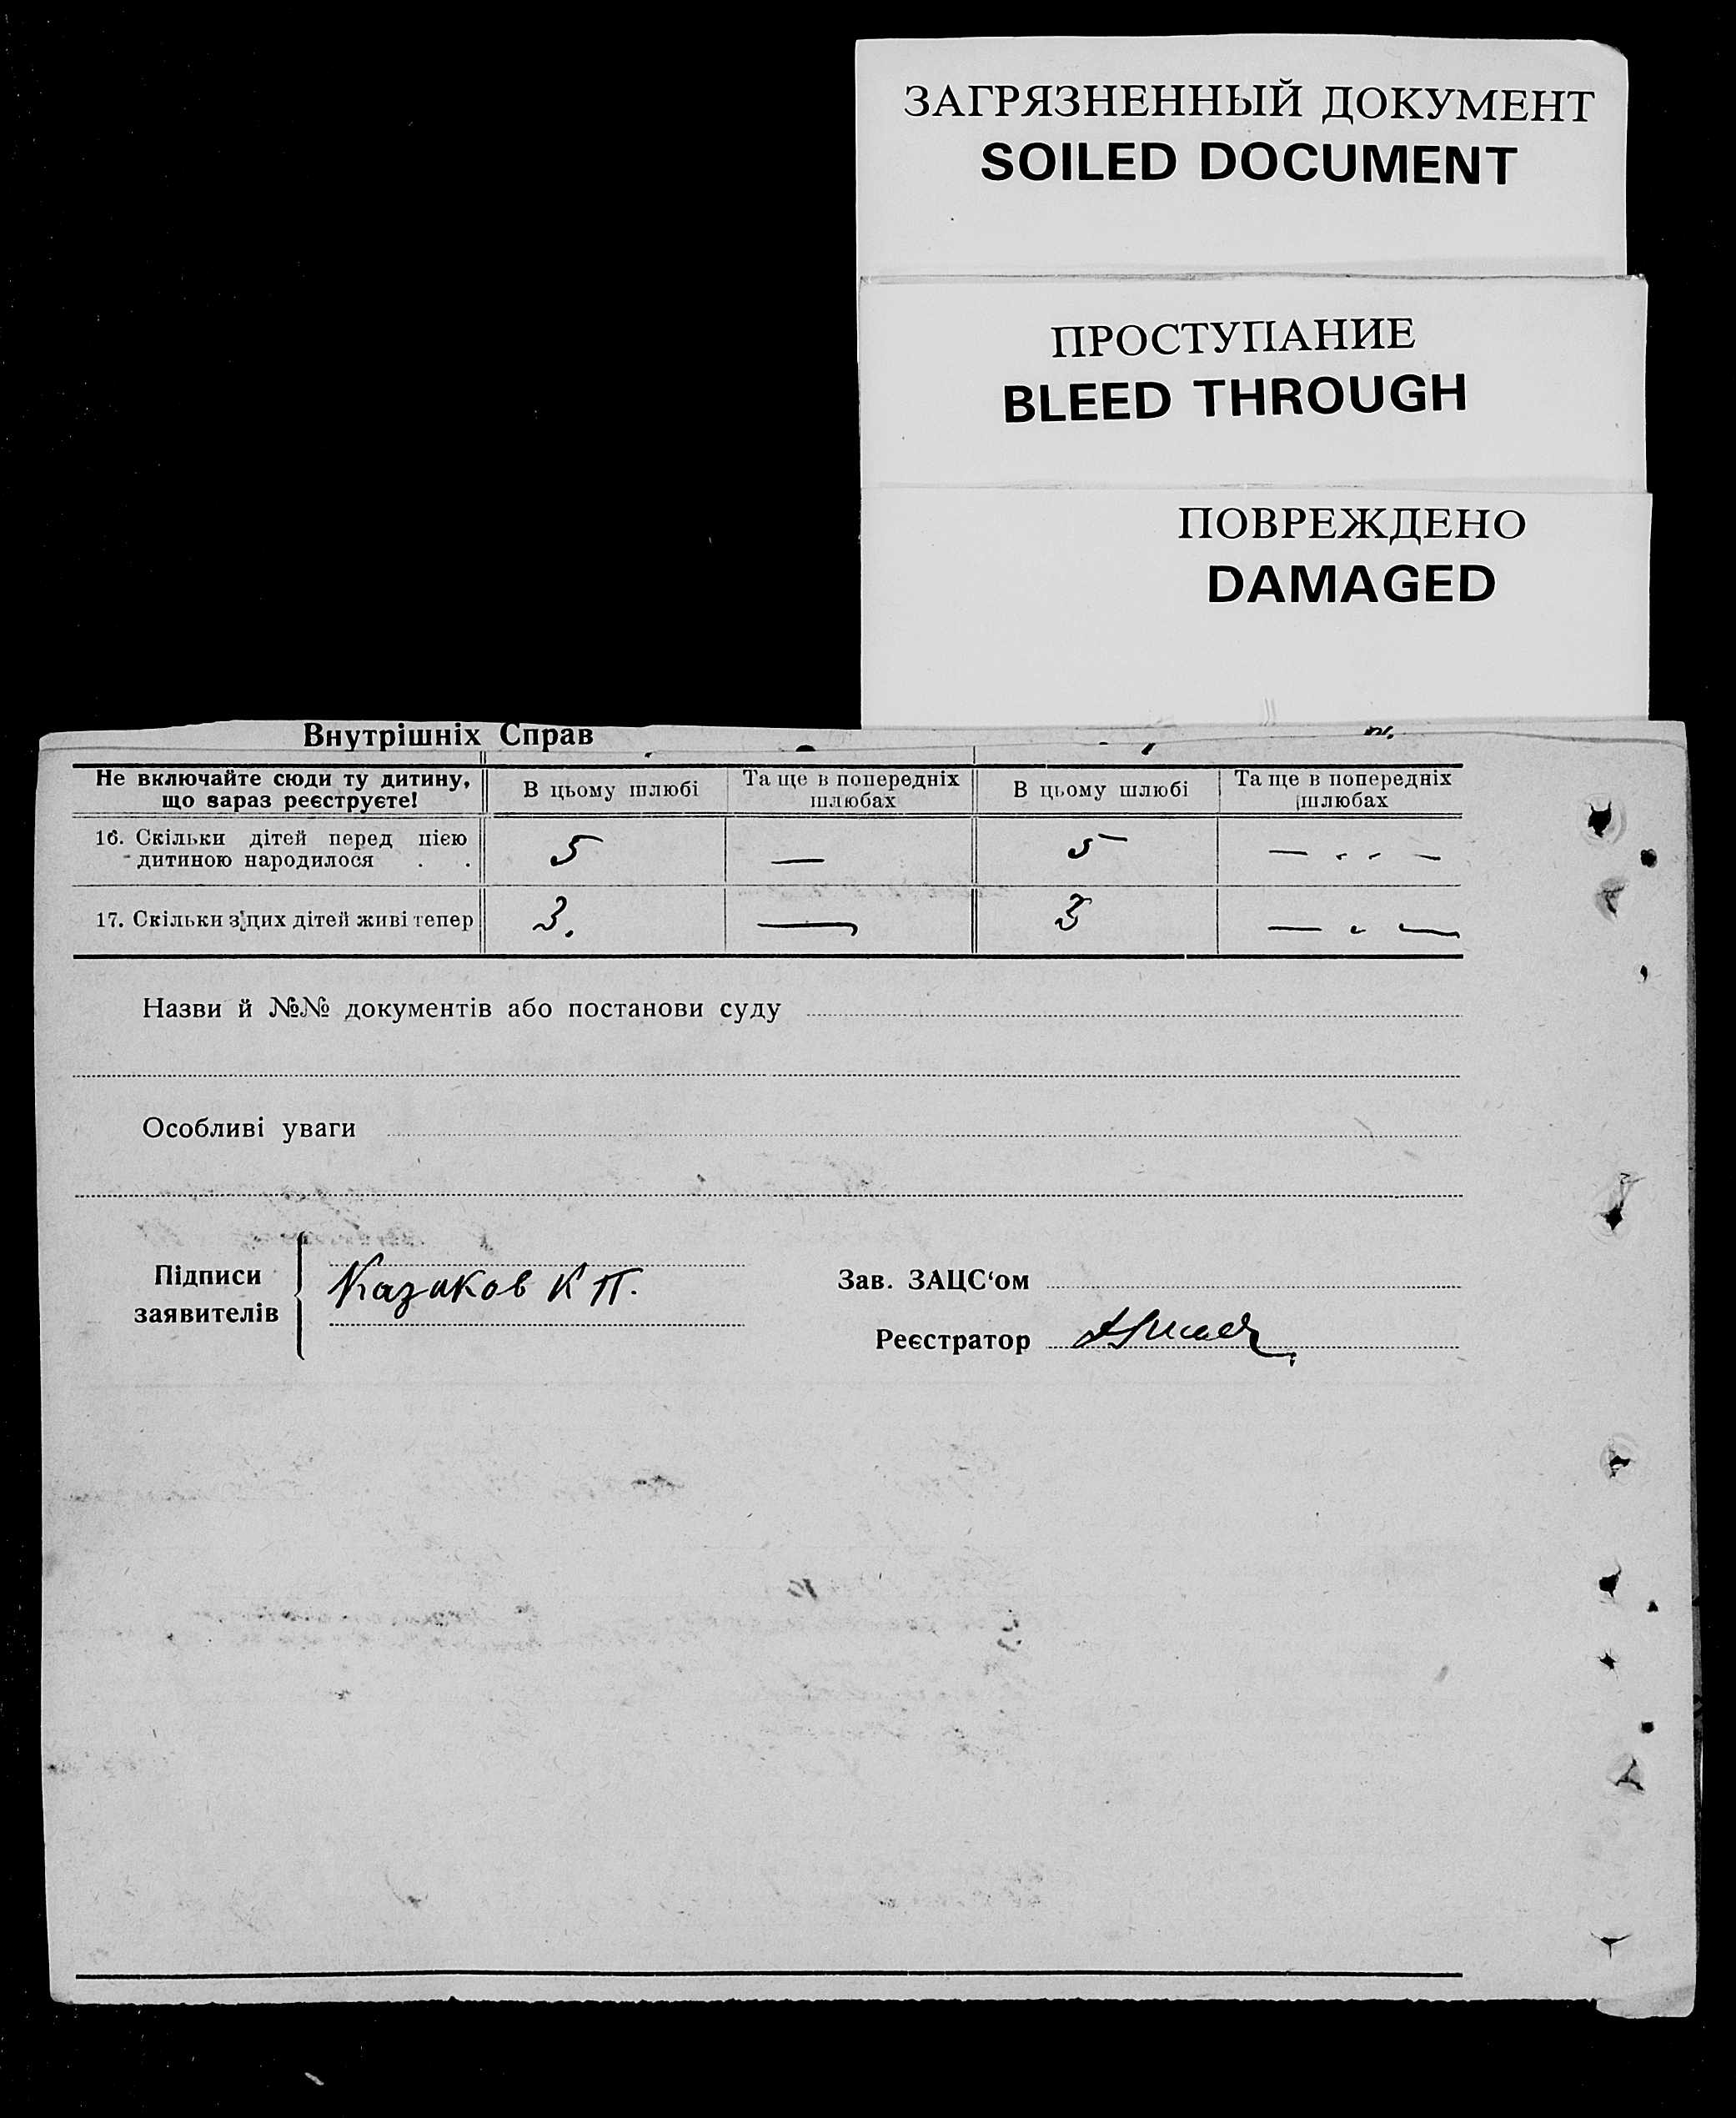 ЗАГРЯЗНЕННЫЙ ДОКУМЕНТ
SOILED DOCUMENT
ПРОСТУПАНИЕ
BLEED THROUGH
ПОВРЕЖДЕНО
DAMAGED
Внутрішніх Справ
Не включайте сюди ту дитину, що зараз реєструєте!
В цьому шлюбі
Та ще в попередніх шлюбах
В цьому шлюбі
Та ще в попередніх шлюбах
16. Скільки дітей перед цією
дитиною народилося . . 5 — 5 —
17. Скільки з цих дітей живі тепер 3. — 3 —
Назви й №№ документів або постанови суду
Особливі уваги
Підписи
заявителів
Казаков К П.
Зав. ЗАЦС‘ом
Реєстратор